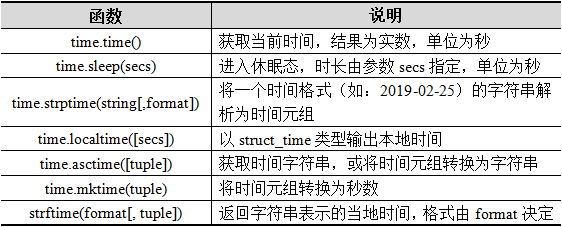 函数 说明
time.time() 获取当前时间，结果为实数，单位为秒
time.sleep(secs) 进入休眠态，时长由参数 secs 指定，单位为秒
time.strptime(string[,format]) 将一个时间格式（如：2019-02-25）的字符串解
析为时间元组
time.localtime([secs]) 以 struct_time 类型输出本地时间
time.asctime([tuple]) 获取时间字符串，或将时间元组转换为字符串
time.mktime(tuple) 将时间元组转换为秒数
strftime(format[, tuple]) 返回字符串表示的当地时间，格式由 format 决定